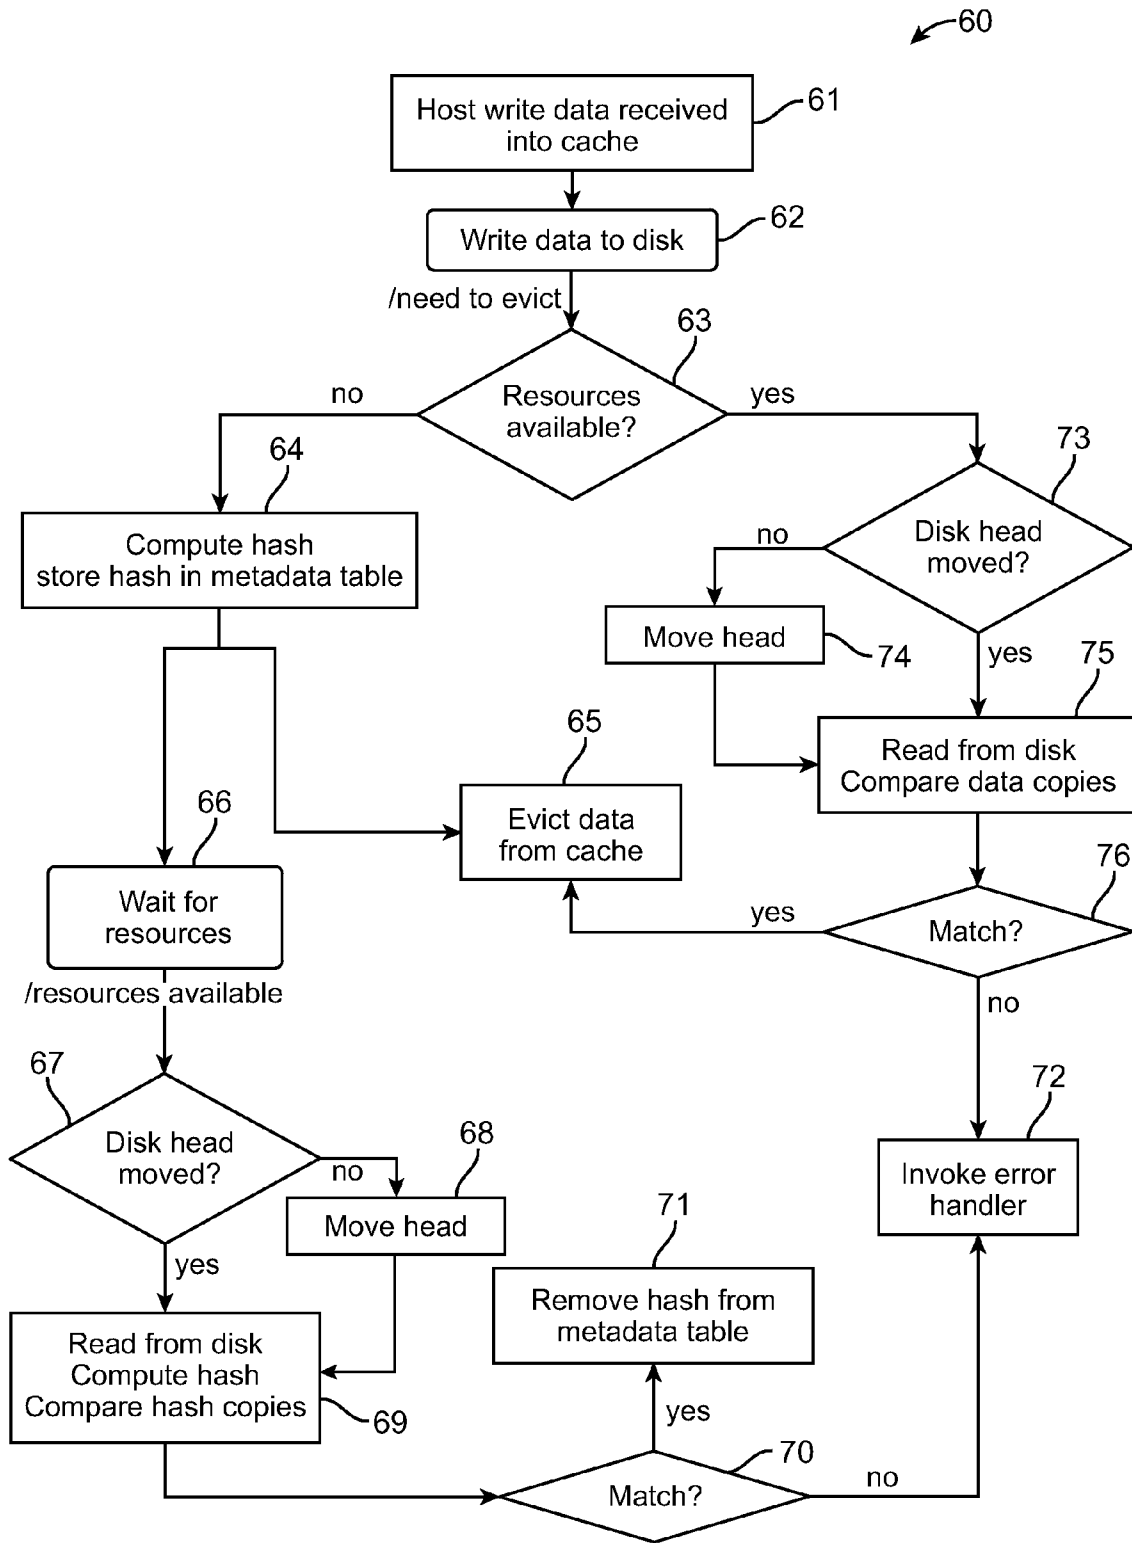 60
Host write data received
into cache
61
Write data to disk
62
/need to evict
63
Resources
available?
no
yes
64
Compute hash
store hash in metadata table
73
Disk head
moved?
no
Move head
74
yes
75
Read from disk
Compare data copies
65
Evict data
from cache
66
Wait for
resources
76
Match?
yes
no
/resources available
67
Disk head
moved?
no
68
Move head
yes
72
Invoke error
handler
71
Remove hash from
metadata table
Read from disk
Compute hash
Compare hash copies
69
yes
70
Match?
no